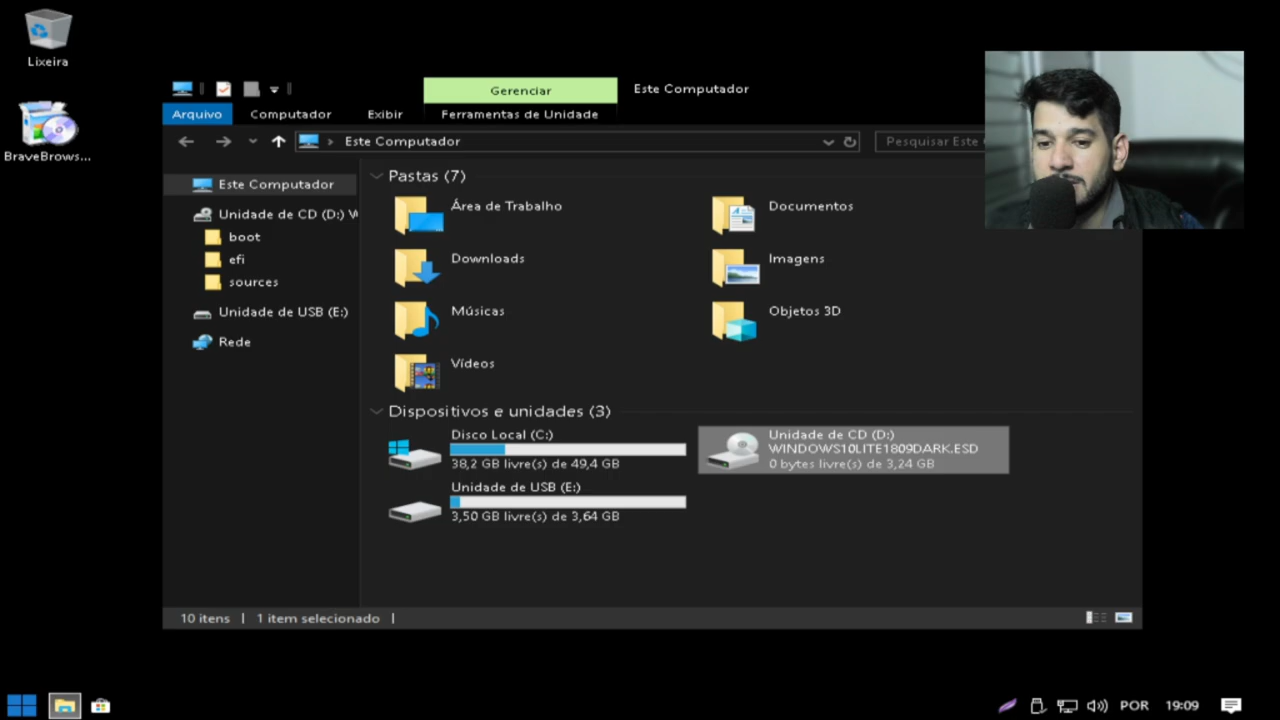 Lixeira
BraveBrows...
Gerenciar
Este Computador
Arquivo
Computador
Exibir
Ferramentas de Unidade
Este Computador
Pesquisar Este
Este Computador
Unidade de CD (D:) W
boot
efi
sources
Unidade de USB (E:)
Rede
Pastas (7)
Área de Trabalho
Documentos
Downloads
Imagens
Músicas
Objetos 3D
Vídeos
Dispositivos e unidades (3)
Disco Local (C:)
38,2 GB livre(s) de 49,4 GB
Unidade de CD (D:)
WINDOWS10LITE1809DARK.ESD
0 bytes livre(s) de 3,24 GB
Unidade de USB (E:)
3,50 GB livre(s) de 3,64 GB
10 itens
1 item selecionado
POR
19:09